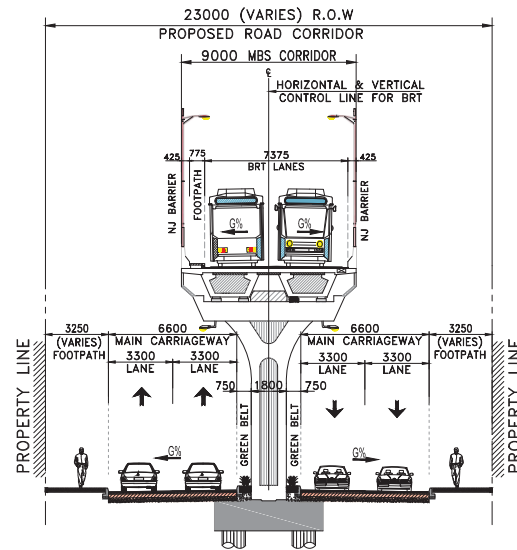 23000 (VARIES) R.O.W
PROPOSED ROAD CORRIDOR
9000 MBS CORRIDOR
℄
HORIZONTAL & VERTICAL
CONTROL LINE FOR BRT
425
775
7375
425
BRT LANES
NJ BARRIER
FOOTPATH
NJ BARRIER
G%
G%
3250
(VARIES)
FOOTPATH
6600
MAIN CARRIAGEWAY
6600
MAIN CARRIAGEWAY
3250
(VARIES)
FOOTPATH
3300
LANE
3300
LANE
3300
LANE
3300
LANE
750
1800
750
PROPERTY LINE
GREEN BELT
GREEN BELT
PROPERTY LINE
G%
G%